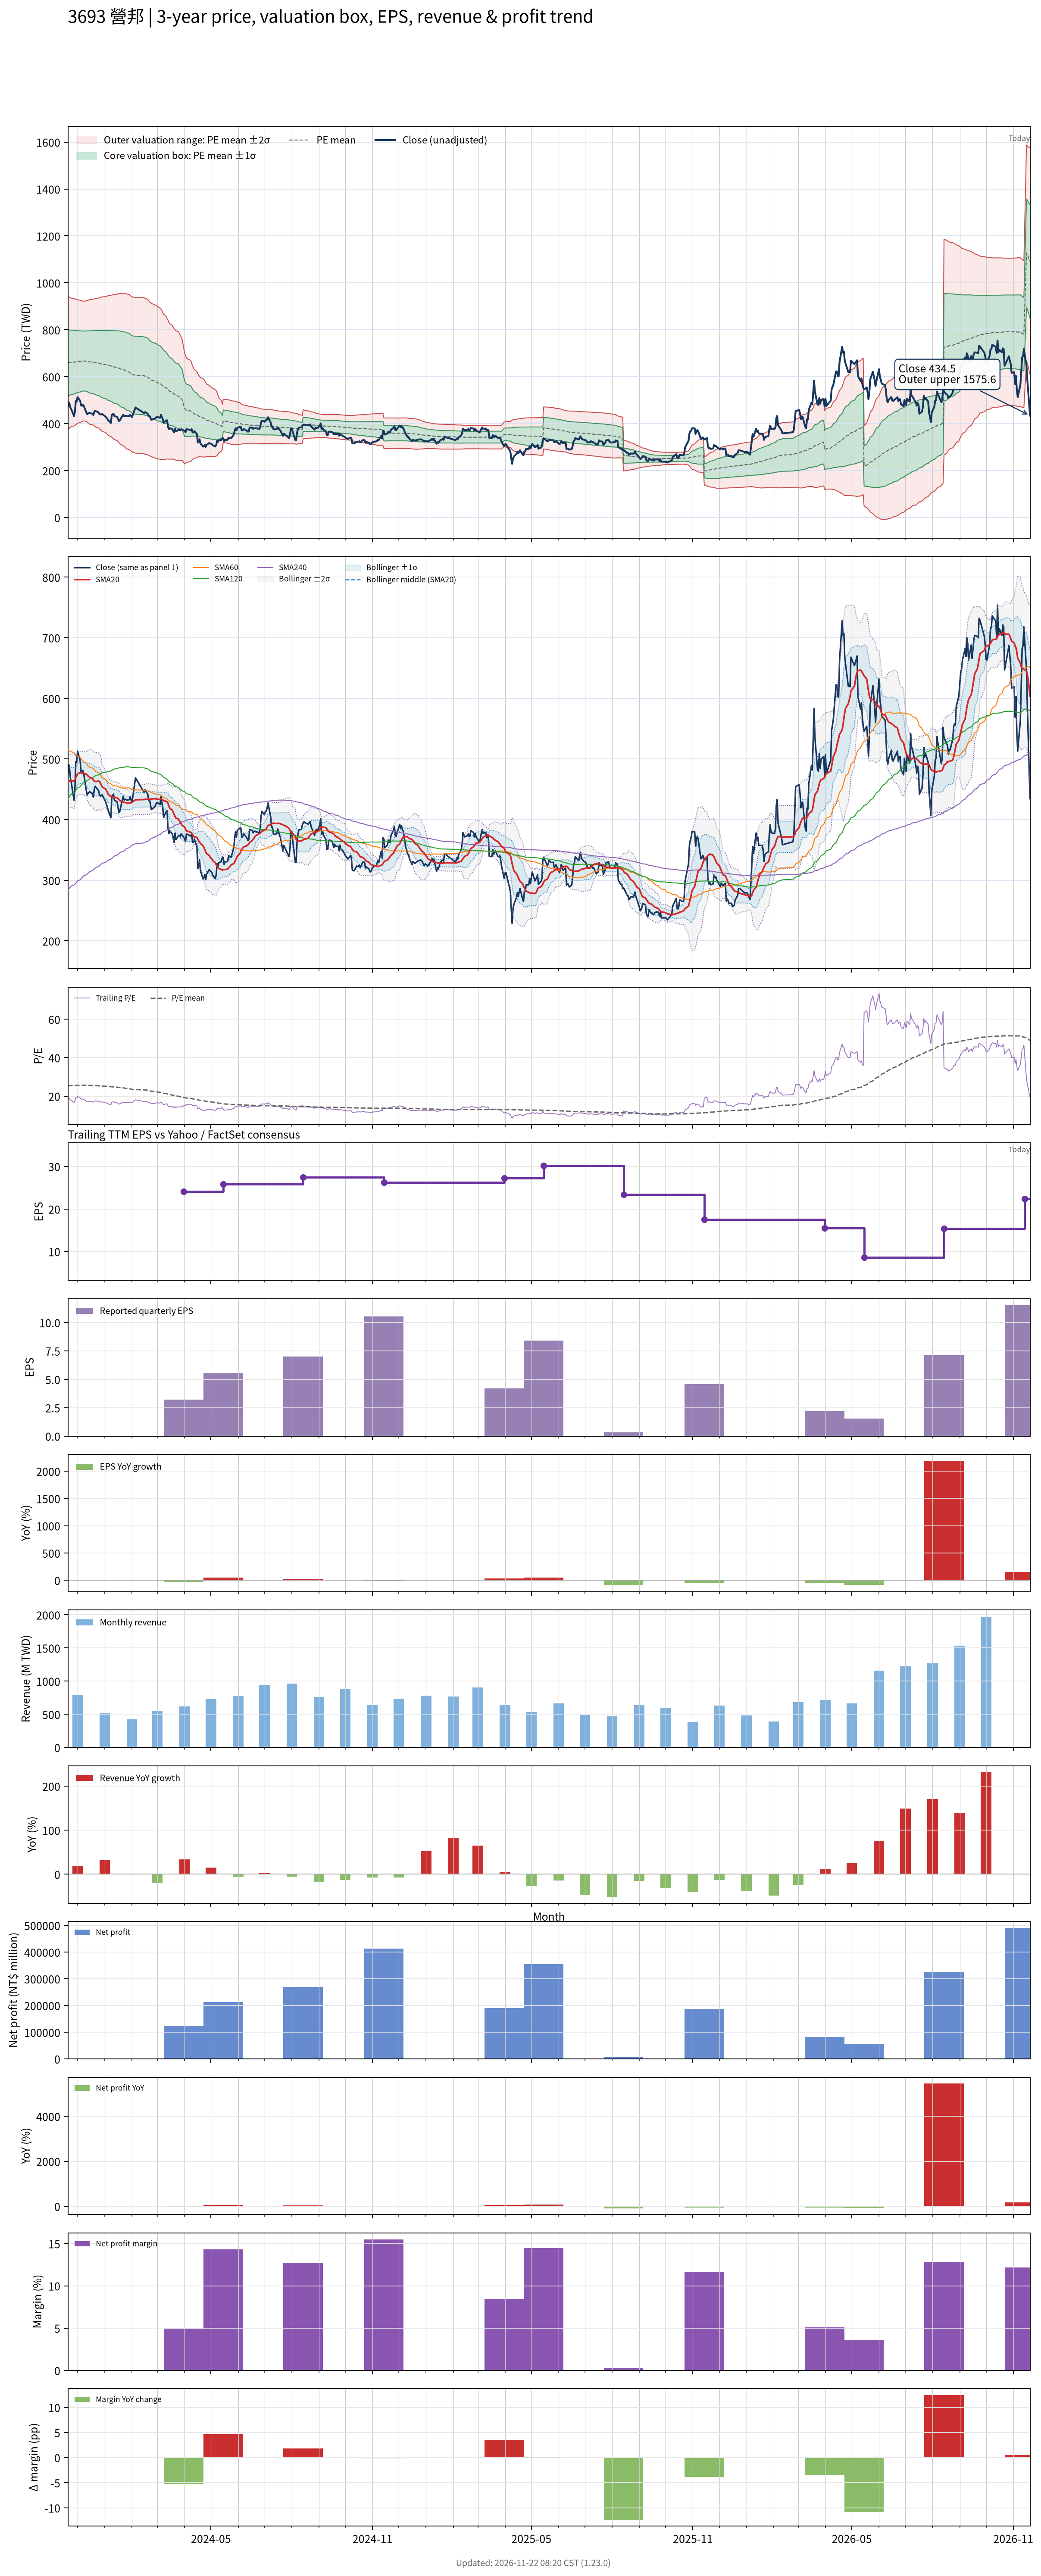 3693 營邦 | 3-year price, valuation box, EPS, revenue & profit trend
Outer valuation range: PE mean ±2σ
Core valuation box: PE mean ±1σ
PE mean
Close (unadjusted)
Today
Close 434.5
Outer upper 1575.6
Price (TWD)
1600
1400
1200
1000
800
600
400
200
0
Close (same as panel 1)
SMA20
SMA60
SMA120
SMA240
Bollinger ±2σ
Bollinger ±1σ
Bollinger middle (SMA20)
Price
800
700
600
500
400
300
200
Trailing P/E
P/E mean
P/E
60
40
20
Trailing TTM EPS vs Yahoo / FactSet consensus
Today
EPS
30
20
10
Reported quarterly EPS
EPS
10.0
7.5
5.0
2.5
0.0
EPS YoY growth
YoY (%)
2000
1500
1000
500
0
Monthly revenue
Revenue (M TWD)
2000
1500
1000
500
0
Revenue YoY growth
YoY (%)
200
100
0
Month
Net profit
Net profit (NT$ million)
500000
400000
300000
200000
100000
0
Net profit YoY
YoY (%)
4000
2000
0
Net profit margin
Margin (%)
15
10
5
0
Margin YoY change
Δ margin (pp)
10
5
0
-5
-10
2024-05
2024-11
2025-05
2025-11
2026-05
2026-11
Updated: 2026-11-22 08:20 CST (1.23.0)